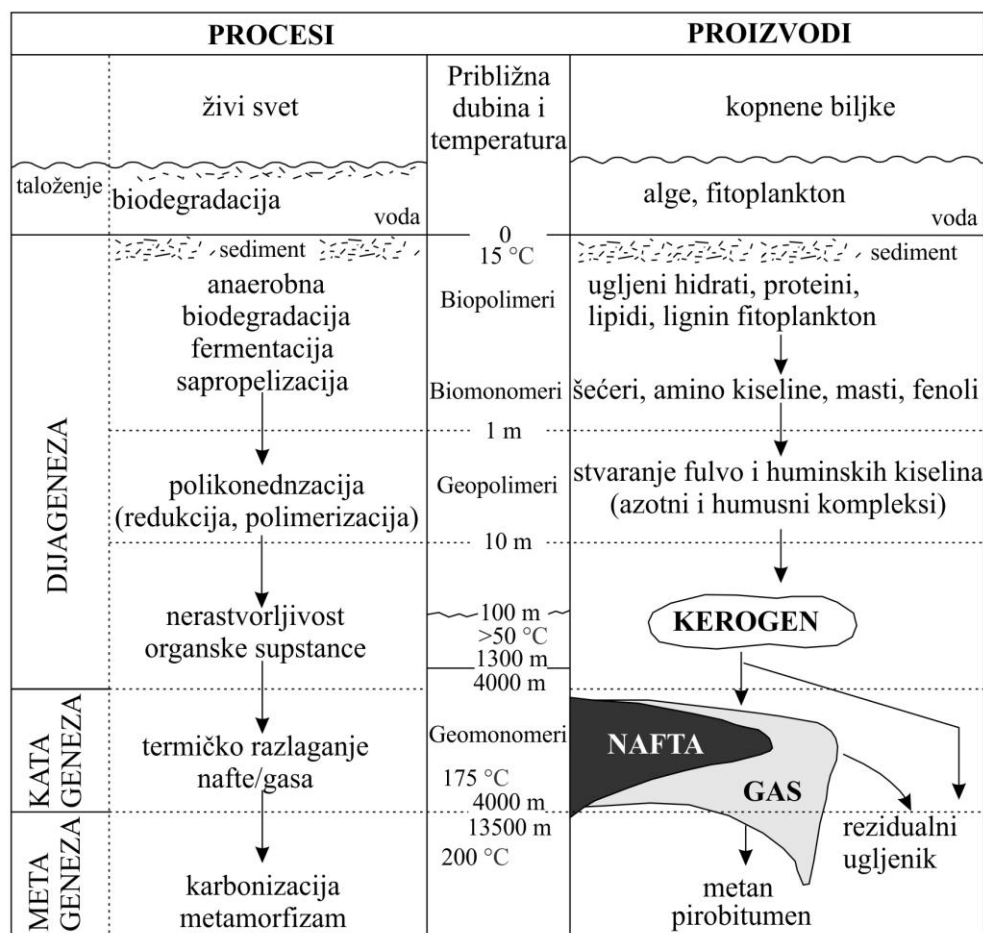 PROCESI
PROIZVODI
živi svet
Približna
dubina i
temperatura
kopnene biljke
taloženje
biodegradacija
voda
alge, fitoplankton
voda
DIJAGENEZA
sediment
anaerobna
biodegradacija
fermentacija
sapropelizacija
0
15 °C
Biopolimeri
Biomonomeri
1 m
sediment
ugljeni hidrati, proteini,
lipidi, lignin fitoplankton
šećeri, amino kiseline, masti, fenoli
polikonednzacija
(redukcija, polimerizacija)
Geopolimeri
10 m
stvaranje fulvo i huminskih kiselina
(azotni i humusni kompleksi)
nerastvorljivost
organske supstance
100 m
>50 °C
1300 m
4000 m
KEROGEN
KATA
GENEZA
termičko razlaganje
nafte/gasa
Geomonomeri
175 °C
4000 m
NAFTA
GAS
rezidualni
ugljenik
META
GENEZA
karbonizacija
metamorfizam
13500 m
200 °C
metan
pirobitumen